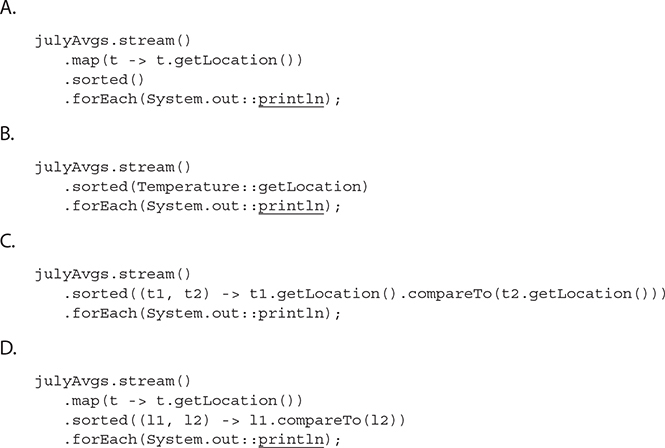 A.
julyAvgs.stream()
.map(t -> t.getLocation())
.sorted()
.forEach(System.out::println);
B.
julyAvgs.stream()
.sorted(Temperature::getLocation)
.forEach(System.out::println);
C.
julyAvgs.stream()
.sorted((t1, t2) -> t1.getLocation().compareTo(t2.getLocation()))
.forEach(System.out::println);
D.
julyAvgs.stream()
.map(t -> t.getLocation())
.sorted((l1, l2) -> l1.compareTo(l2))
.forEach(System.out::println);